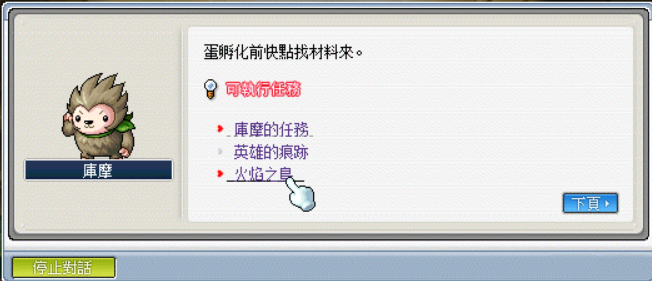 蛋孵化前快點找材料來。
可執行任務
庫摩的任務
英雄的痕跡
火焰之息
庫摩
下頁
停止對話